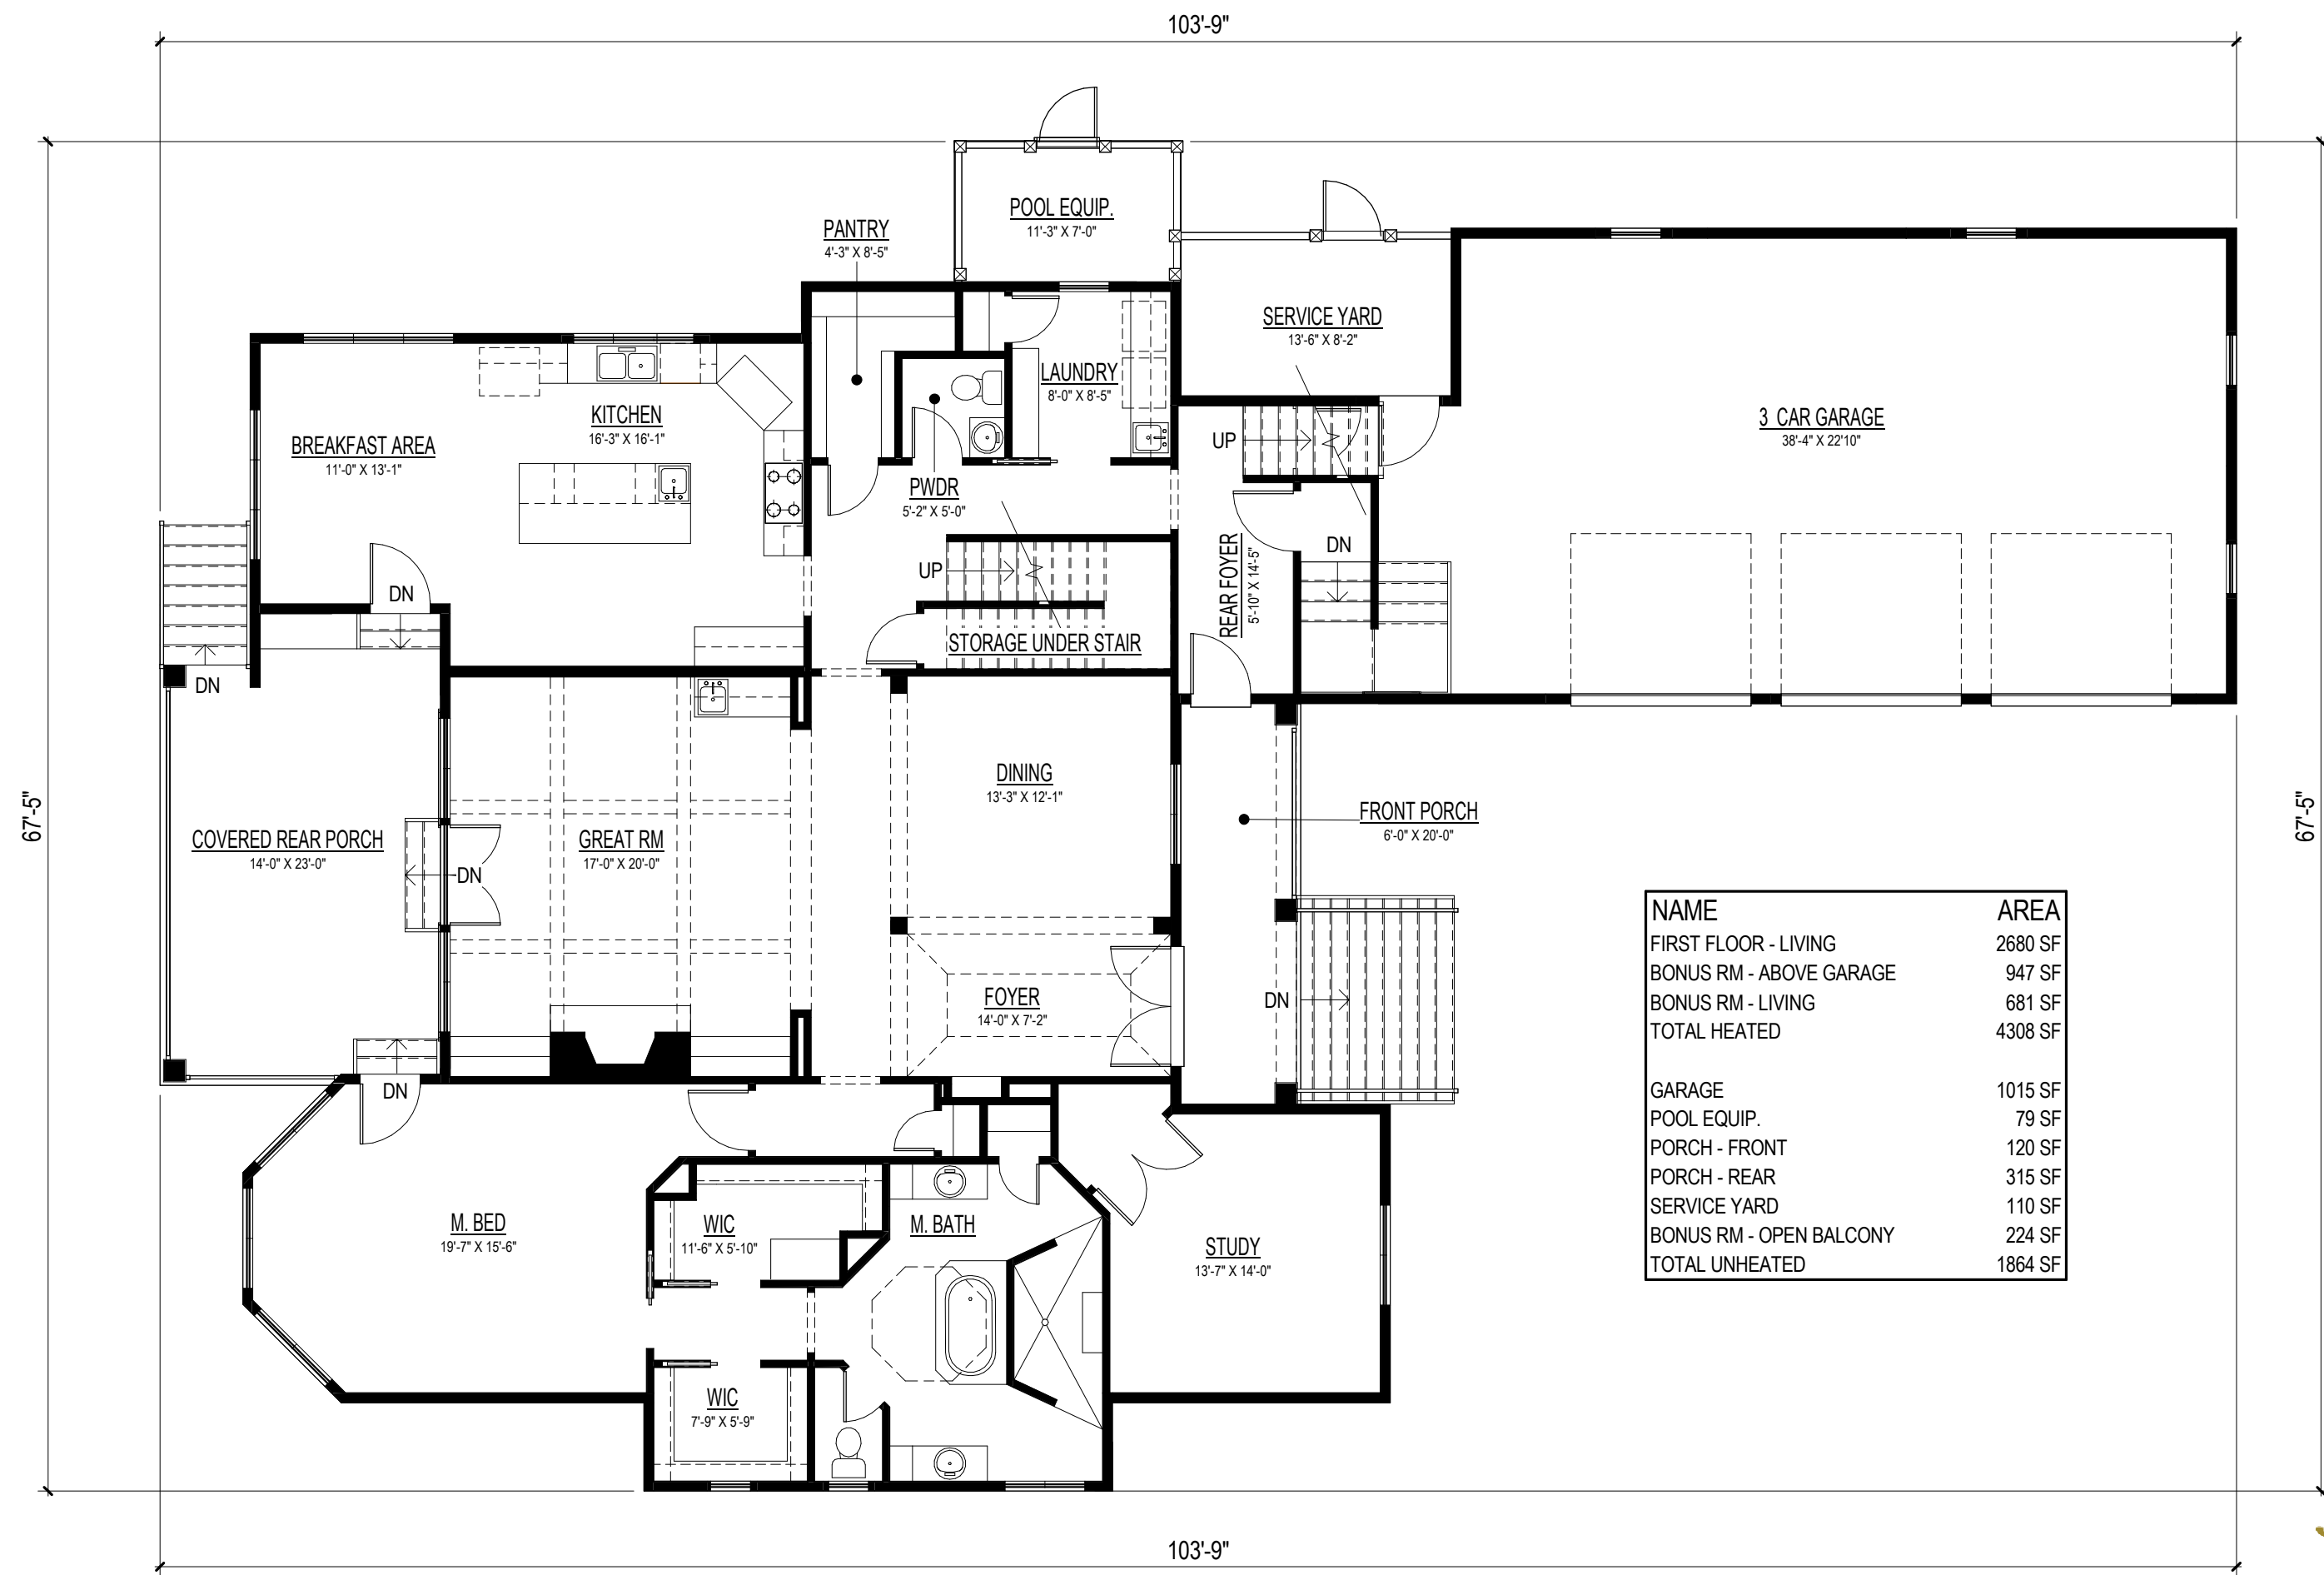 103'-9"
POOL EQUIP.
11'-3" X 7'-0"
PANTRY
4'-3" X 8'-5"
SERVICE YARD
13'-6" X 8'-2"
LAUNDRY
8'-0" X 8'-5"
KITCHEN
16'-3" X 16'-1"
BREAKFAST AREA
11'-0" X 13'-1"
3 CAR GARAGE
38'-4" X 22'10"
UP
PWDR
5'-2" X 5'-0"
REAR FOYER
5'-10" X 14'-5"
DN
UP
DN
STORAGE UNDER STAIR
DN
DINING
13'-3" X 12'-1"
67'-5"
67'-5"
FRONT PORCH
6'-0" X 20'-0"
COVERED REAR PORCH
14'-0" X 23'-0"
GREAT RM
17'-0" X 20'-0"
DN
FOYER
14'-0" X 7'-2"
DN
DN
NAME AREA
FIRST FLOOR - LIVING 2680 SF
BONUS RM - ABOVE GARAGE 947 SF
BONUS RM - LIVING 681 SF
TOTAL HEATED 4308 SF
GARAGE 1015 SF
POOL EQUIP. 79 SF
PORCH - FRONT 120 SF
PORCH - REAR 315 SF
SERVICE YARD 110 SF
BONUS RM - OPEN BALCONY 224 SF
TOTAL UNHEATED 1864 SF
M. BED
19'-7" X 15'-6"
WIC
11'-6" X 5'-10"
M. BATH
STUDY
13'-7" X 14'-0"
WIC
7'-9" X 5'-9"
103'-9"